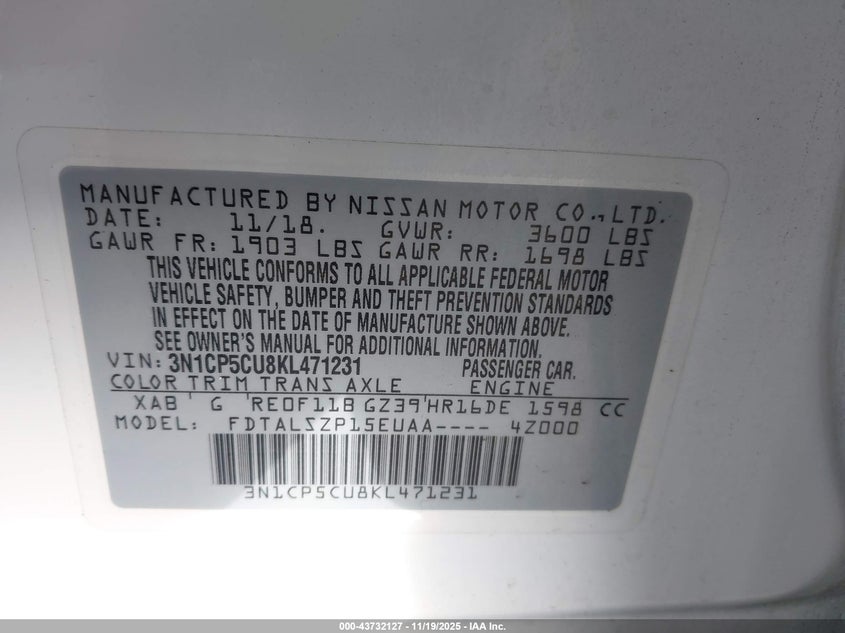 MANUFACTURED BY NISSAN MOTOR CO., LTD.
DATE: 11/18. GVWR: 3600 LBS
GAWR FR: 1903 LBS GAWR RR: 1698 LBS
THIS VEHICLE CONFORMS TO ALL APPLICABLE FEDERAL MOTOR
VEHICLE SAFETY, BUMPER AND THEFT PREVENTION STANDARDS
IN EFFECT ON THE DATE OF MANUFACTURE SHOWN ABOVE.
SEE OWNER'S MANUAL FOR ADDITIONAL INFORMATION.
VIN: 3N1CP5CU8KL471231 PASSENGER CAR.
COLOR TRIM TRANS AXLE ENGINE
XAB G RE0F11B GZ39 HR16DE 1598 CC
MODEL: FDTALSZP15EUAA---- 4Z000
3N1CP5CU8KL471231
000-43732127 - 11/19/2025 - IAA Inc.